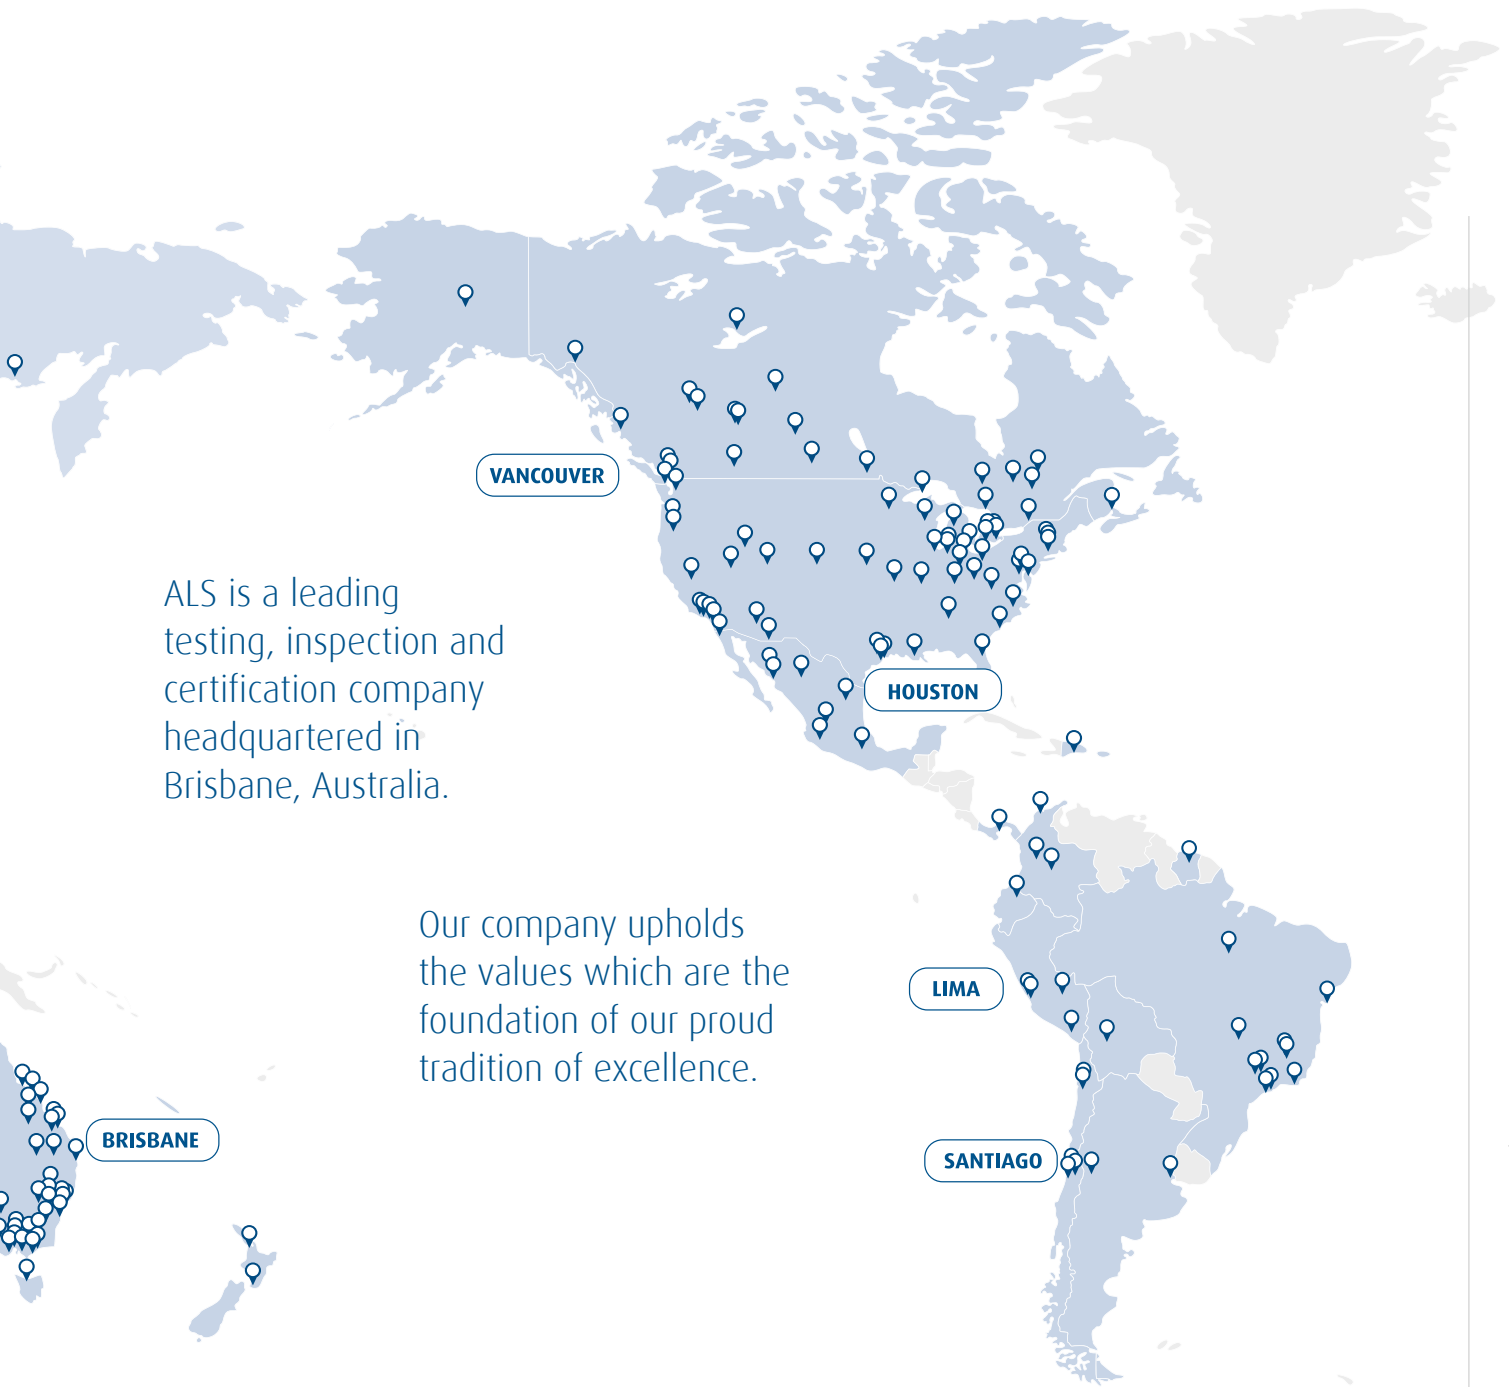 VANCOUVER
ALS is a leading
testing, inspection and
certification company
headquartered in
Brisbane, Australia.
HOUSTON
Our company upholds
the values which are the
foundation of our proud
tradition of excellence.
LIMA
BRISBANE
SANTIAGO